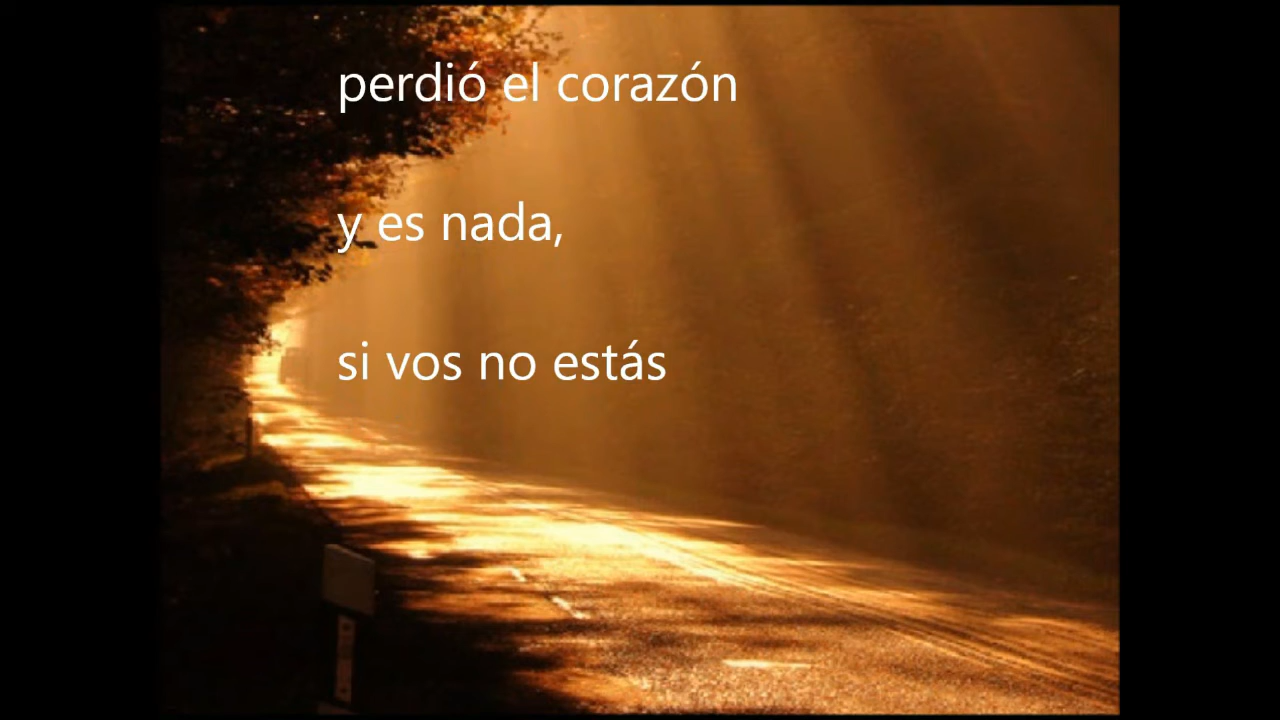 perdió el corazón
y es nada,
si vos no estás